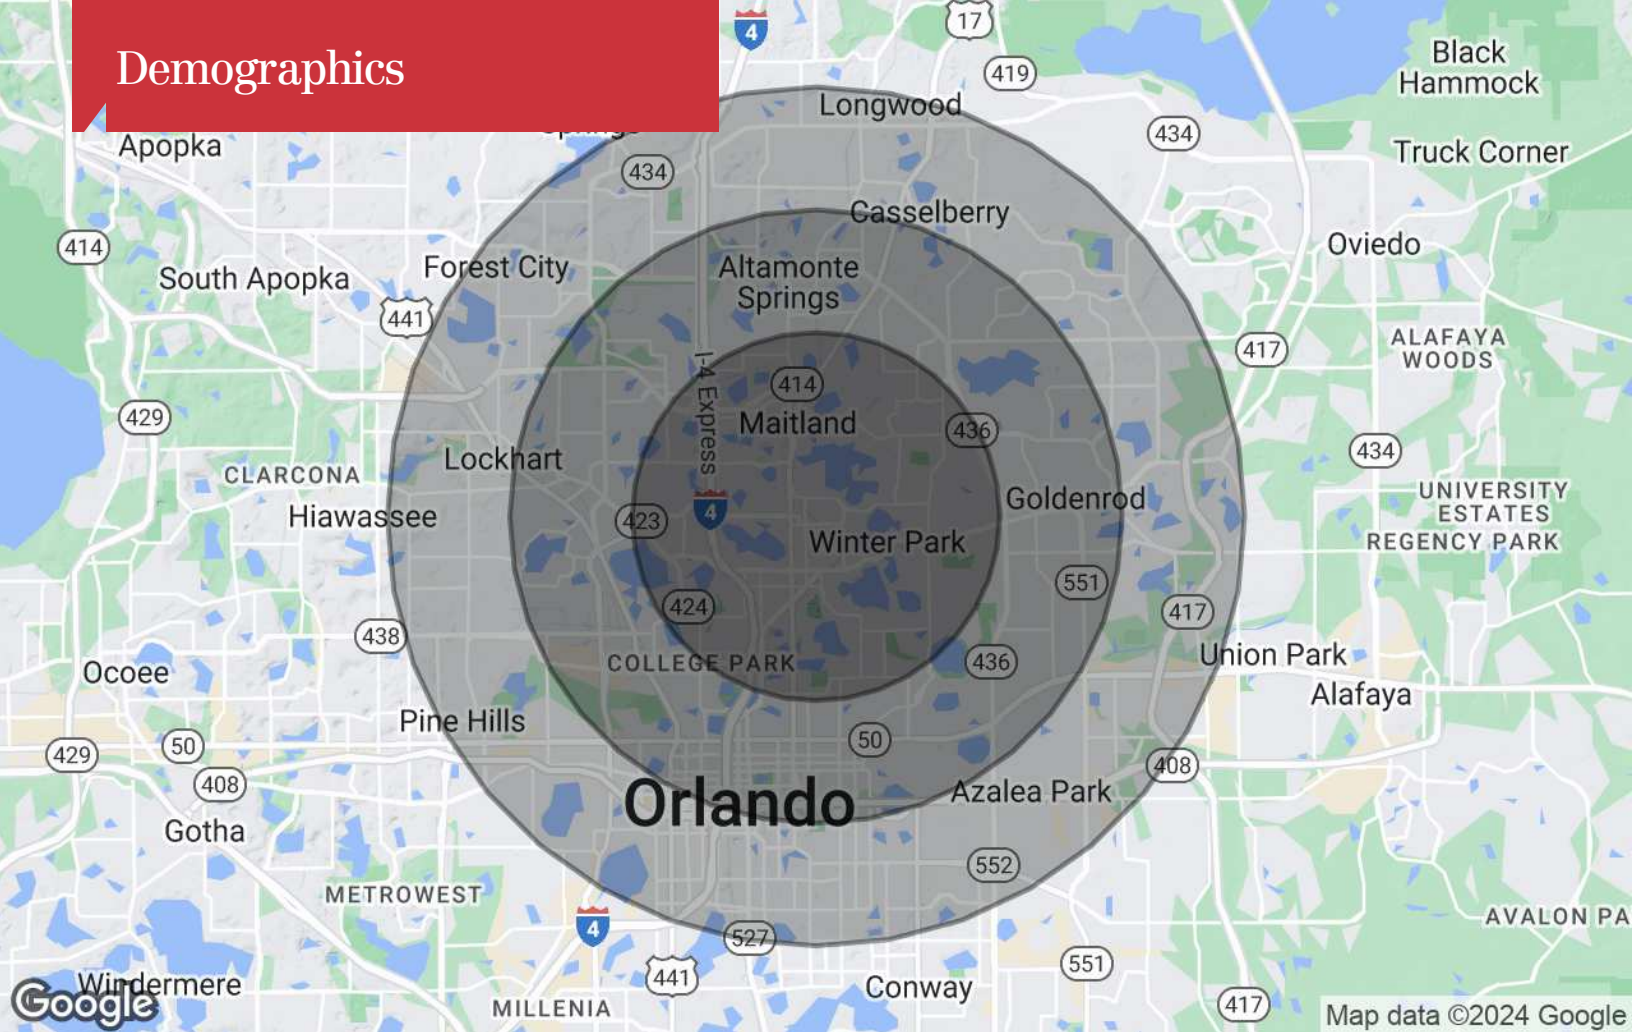 Demographics
4
17
419
Black
Hammock
Longwood
434
Truck Corner
Springs
Apopka
434
Casselberry
414
Oviedo
South Apopka
Forest City
Altamonte
Springs
441
417
ALAFAYA
WOODS
I-4 Express
414
429
Maitland
436
434
Lockhart
CLARCONA
UNIVERSITY
ESTATES
Goldenrod
4
Hiawassee
423
Winter Park
REGENCY PARK
551
424
417
438
COLLEGE PARK
436
Union Park
Ocoee
Alafaya
Pine Hills
50
50
429
408
408
Orlando
Azalea Park
Gotha
552
METROWEST
4
AVALON PA
527
551
441
Windermere
Conway
MILLENIA
417
Google
Map data ©2024 Google